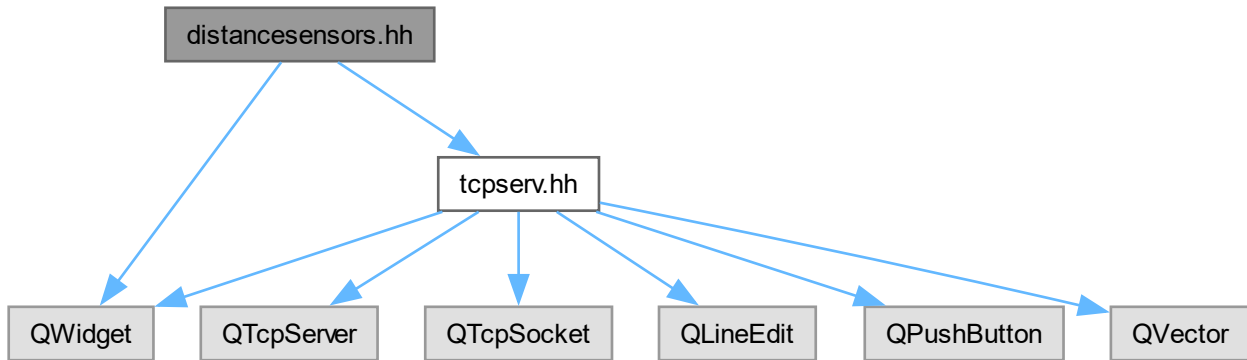 distancesensors.hh
tcpserv.hh
QWidget
QTcpServer
QTcpSocket
QLineEdit
QPushButton
QVector